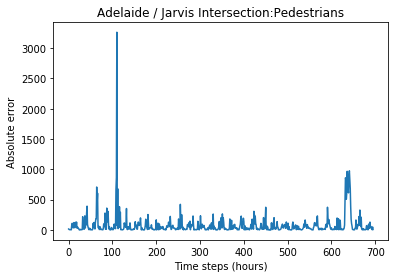 Adelaide / Jarvis Intersection:Pedestrians
3000
2500
2000
1500
1000
500
0
Absolute error
0 100 200 300 400 500 600 700
Time steps (hours)